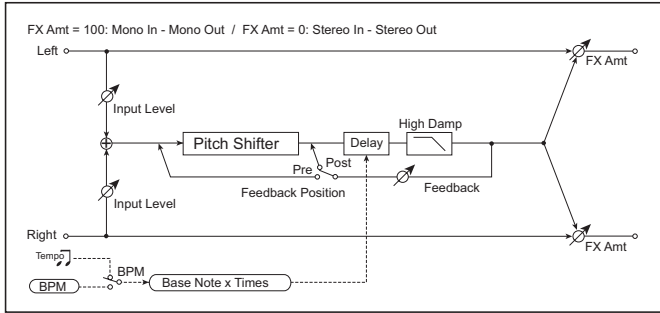 FX Amt = 100: Mono In - Mono Out / FX Amt = 0: Stereo In - Stereo Out
Left
FX Amt
Input Level
High Damp
Pitch Shifter
Delay
Post
Pre
Feedback Position
Feedback
Input Level
Right
FX Amt
Tempo
BPM
BPM
Base Note x Times